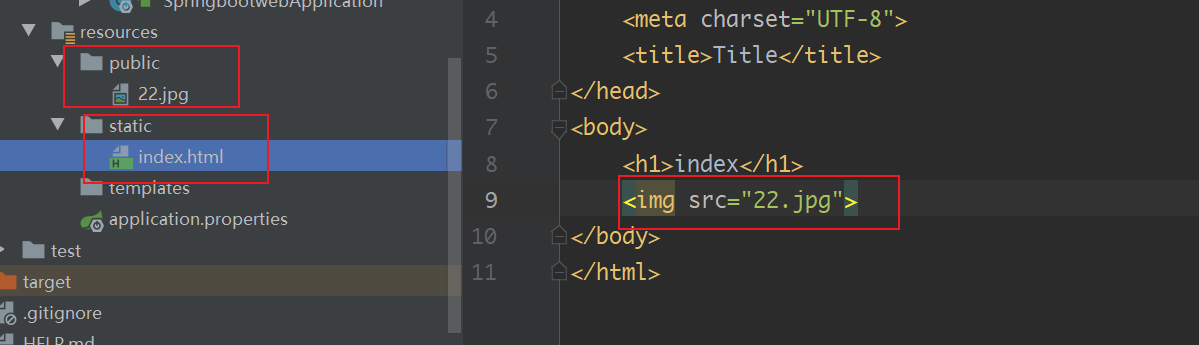 SpringbootwebApplication
resources
public
22.jpg
static
index.html
templates
application.properties
test
target
.gitignore
HELP.md
4 <meta charset="UTF-8">
5 <title>Title</title>
6 </head>
7 <body>
8 <h1>index</h1>
9 <img src="22.jpg">
10 </body>
11 </html>